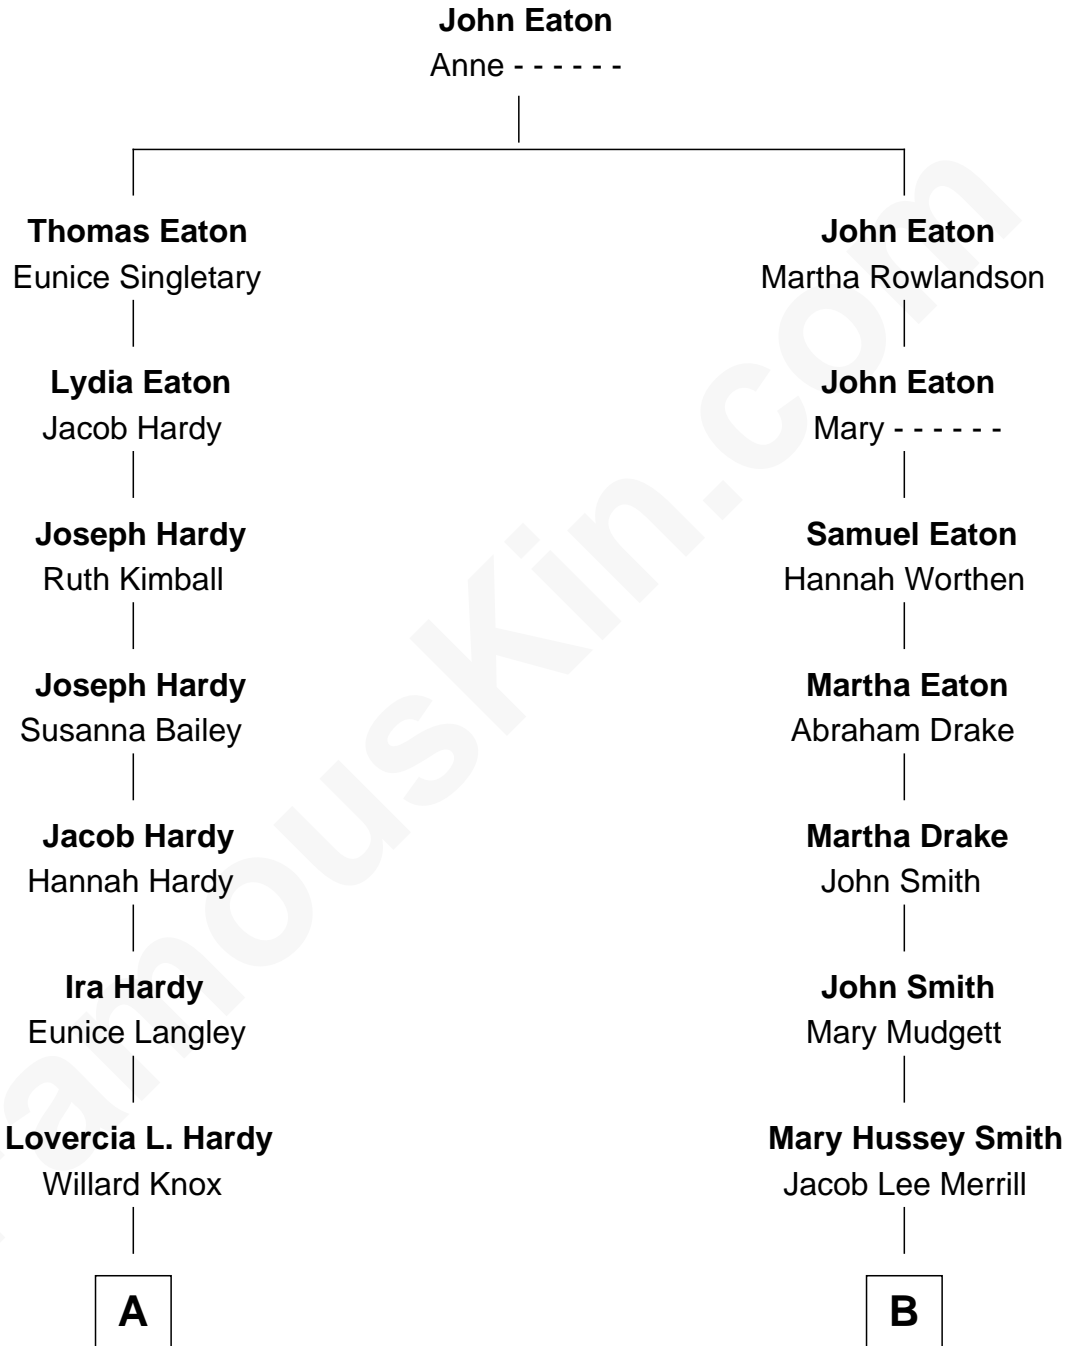 John Eaton
Anne - - - - - -
Thomas Eaton
Eunice Singletary
John Eaton
Martha Rowlandson
Lydia Eaton
Jacob Hardy
John Eaton
Mary - - - - - -
Joseph Hardy
Ruth Kimball
Samuel Eaton
Hannah Worthen
Joseph Hardy
Susanna Bailey
Martha Eaton
Abraham Drake
Jacob Hardy
Hannah Hardy
Martha Drake
John Smith
Ira Hardy
Eunice Langley
John Smith
Mary Mudgett
Lovercia L. Hardy
Willard Knox
Mary Hussey Smith
Jacob Lee Merrill
A
B
FamousKin.com